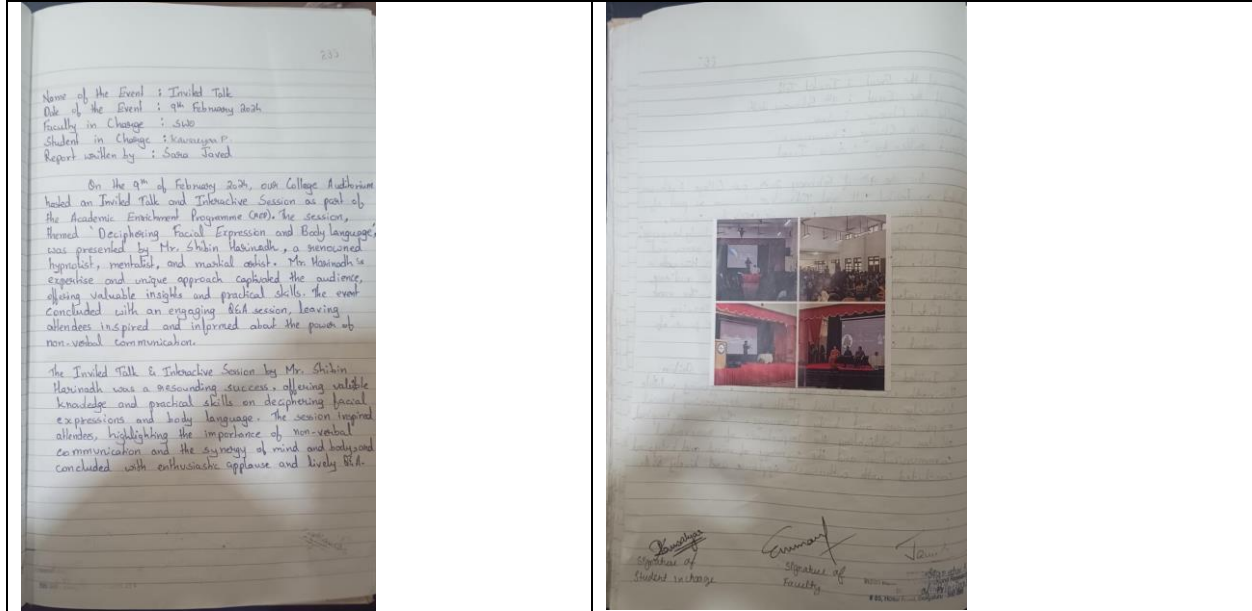 Name of the Event : Invited Talk
Date of the Event : 9th February 2024
Faculty in Charge : SWO
Student in Charge : Kavacyaa P.
Report written by : Sara Javed
On the 9th of February 2024, our College Auditorium
hosted an Invited Talk and Interactive Session as part of
the Academic Enrichment Programme (AEP). The session,
themed 'Deciphering Facial Expression and Body Language,'
was presented by Mr. Shibin Harinadh, a renowned
hypnotist, mentalist, and martial artist. Mr. Harinadh's
expertise and unique approach captivated the audience,
offering valuable insights and practical skills. The event
concluded with an engaging Q&A session, leaving
attendees inspired and informed about the power of
non-verbal communication.
The Invited Talk & Interactive Session by Mr. Shibin
Harinadh was a resounding success, offering valuable
knowledge and practical skills on deciphering facial
expressions and body language. The session inspired
attendees, highlighting the importance of non-verbal
communication and the synergy of mind and body, and
concluded with enthusiastic applause and lively Q&A.
Signature of
Student incharge
Signature of
Faculty